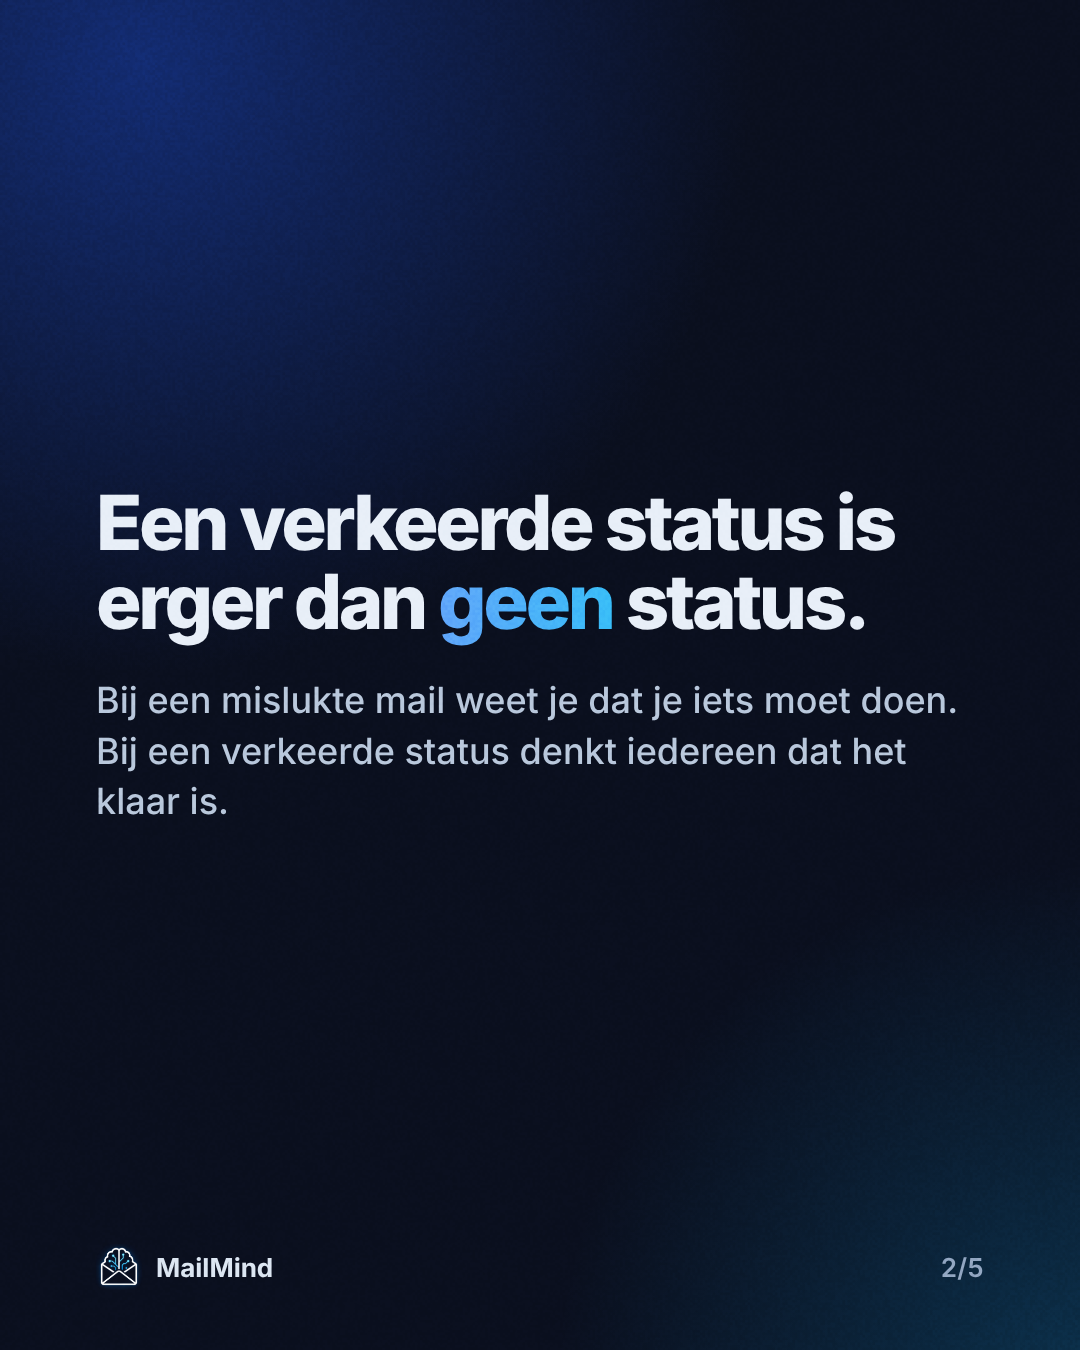 Een verkeerde status is
erger dan geen status.
Bij een mislukte mail weet je dat je iets moet doen.
Bij een verkeerde status denkt iedereen dat het
klaar is.
MailMind
2/5